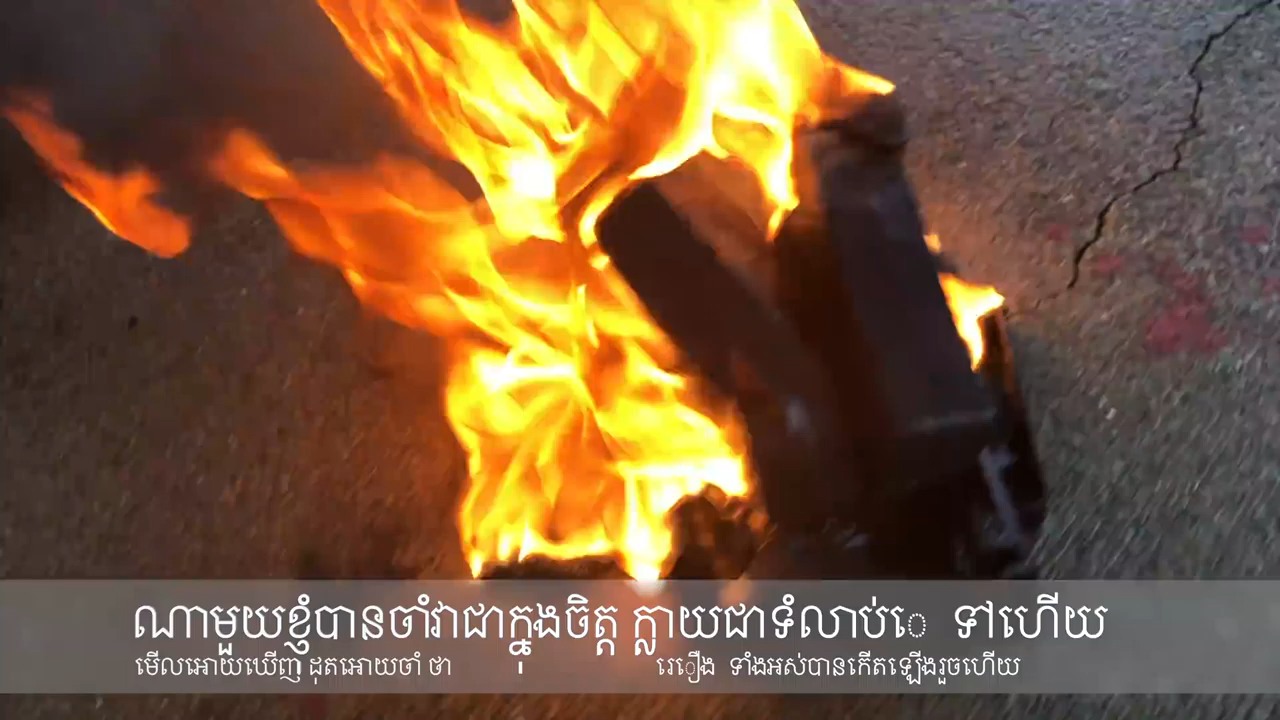 ណាមួយខ្ញំបានចាំវាជាក្នុងចិត្ត ក្លាយជាទំលាប់េ ទៅហើយ
មើលអោយឃើញ ដុតអោយចាំ ថា រេឿង ទាំងអស់បានកើតឡើងរួចហើយ